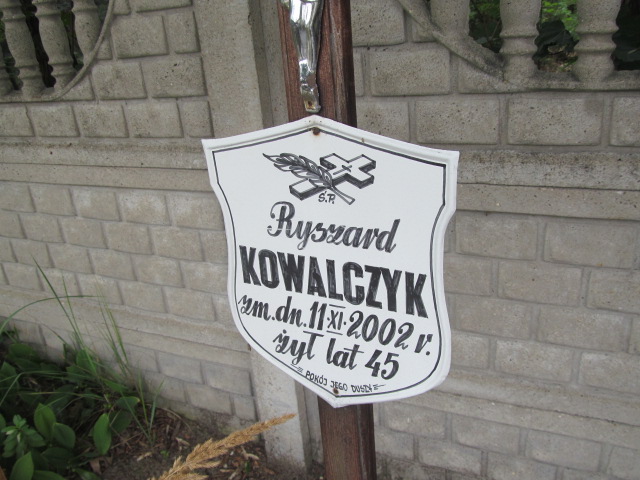 Ś.P.
Ryszard
KOWALCZYK
zm. dn. 11·XI·2002 r.
żył lat 45
POKÓJ JEGO DUSZY